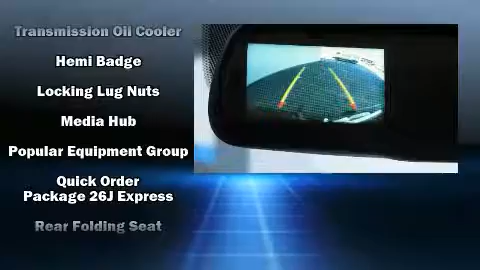 Transmission Oil Cooler
Hemi Badge
Locking Lug Nuts
Media Hub
Popular Equipment Group
Quick Order
Package 26J Express
Rear Folding Seat